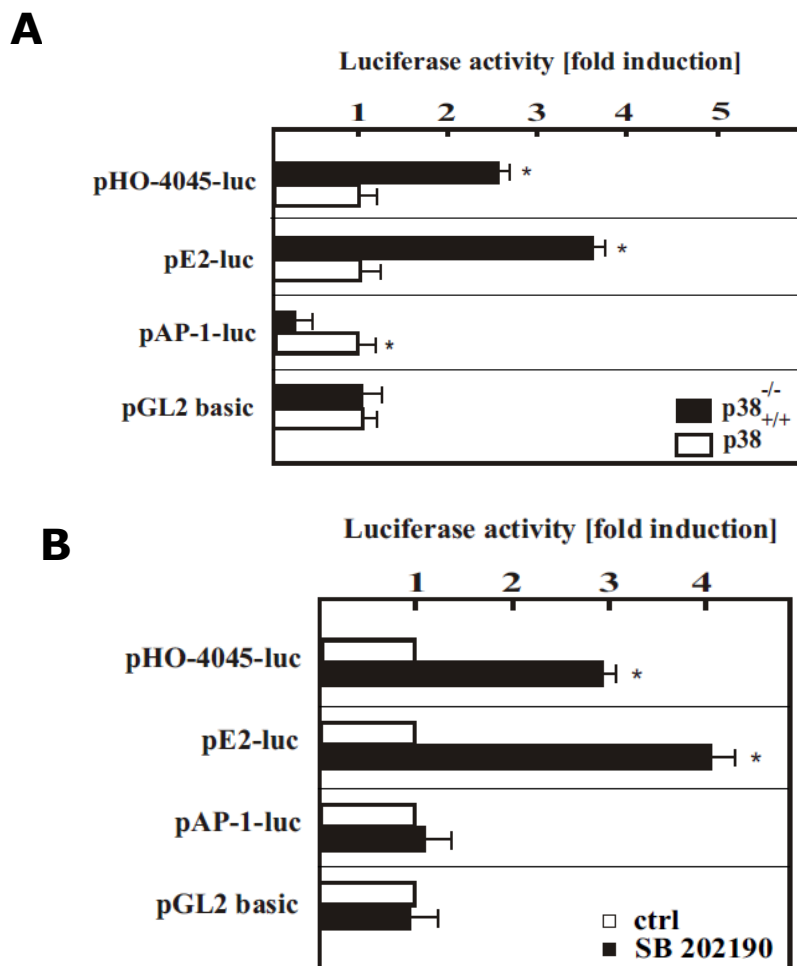 A
Luciferase activity [fold induction]
1 2 3 4 5
pHO-4045-luc *
pE2-luc *
pAP-1-luc *
pGL2 basic
p38 -/-
p38 +/+
B
Luciferase activity [fold induction]
1 2 3 4
pHO-4045-luc *
pE2-luc *
pAP-1-luc
pGL2 basic
ctrl
SB 202190